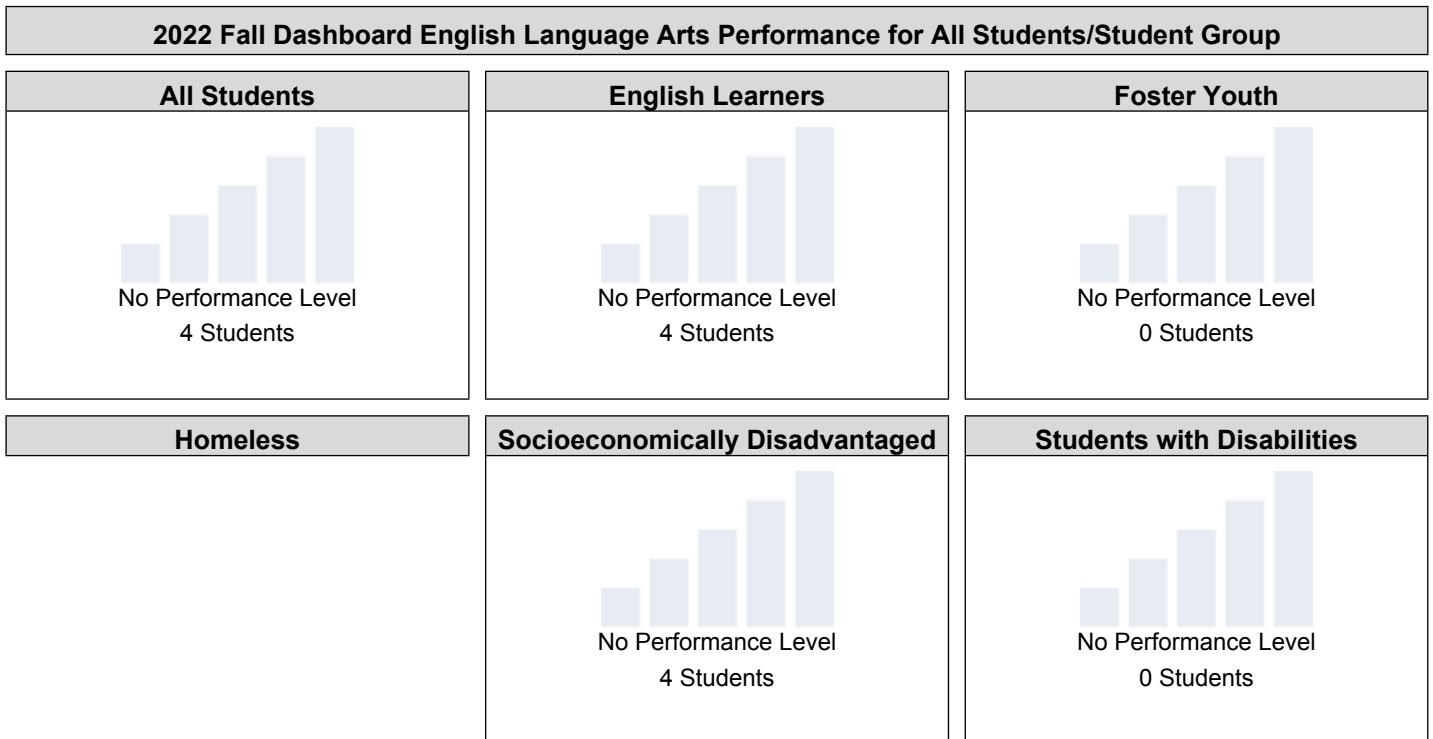 2022 Fall Dashboard English Language Arts Performance for All Students/Student Group
All Students
No Performance Level
4 Students
English Learners
No Performance Level
4 Students
Foster Youth
No Performance Level
0 Students
Homeless
Socioeconomically Disadvantaged
No Performance Level
4 Students
Students with Disabilities
No Performance Level
0 Students